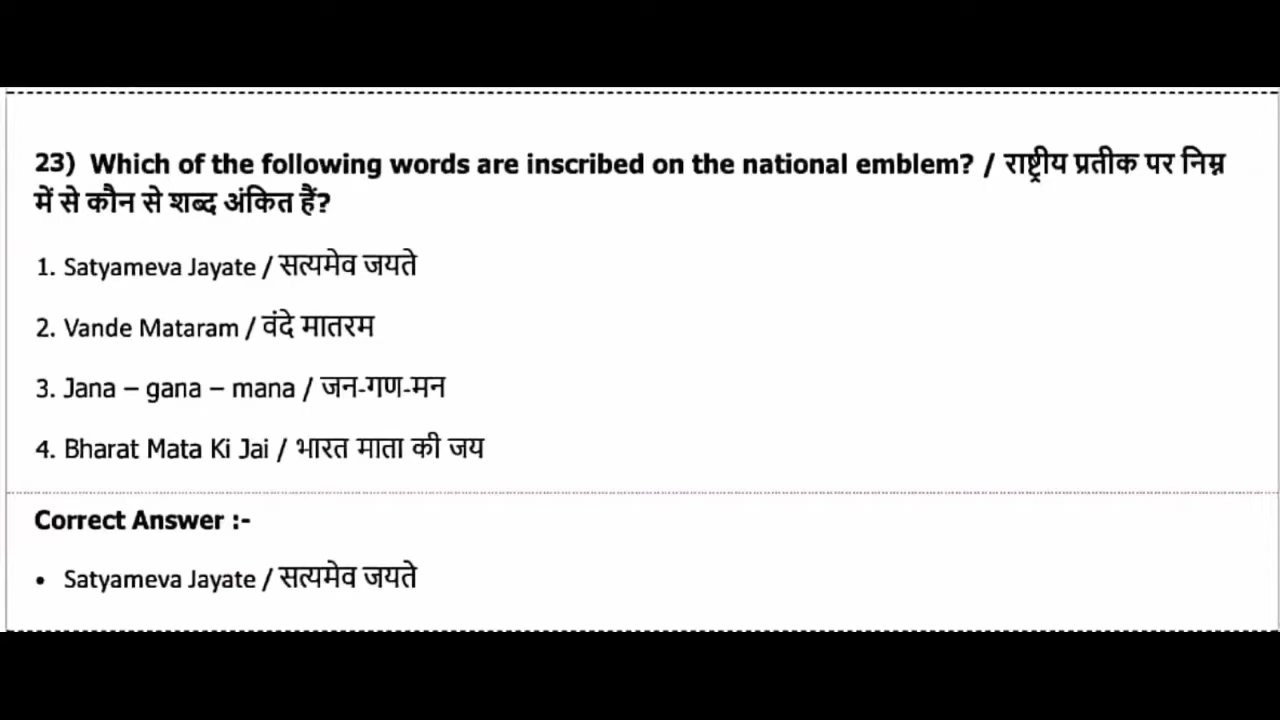 23) Which of the following words are inscribed on the national emblem? / राष्ट्रीय प्रतीक पर निम्न
में से कौन से शब्द अंकित हैं?
1. Satyameva Jayate / सत्यमेव जयते
2. Vande Mataram / वंदे मातरम
3. Jana – gana – mana / जन-गण-मन
4. Bharat Mata Ki Jai / भारत माता की जय
Correct Answer :-
• Satyameva Jayate / सत्यमेव जयते